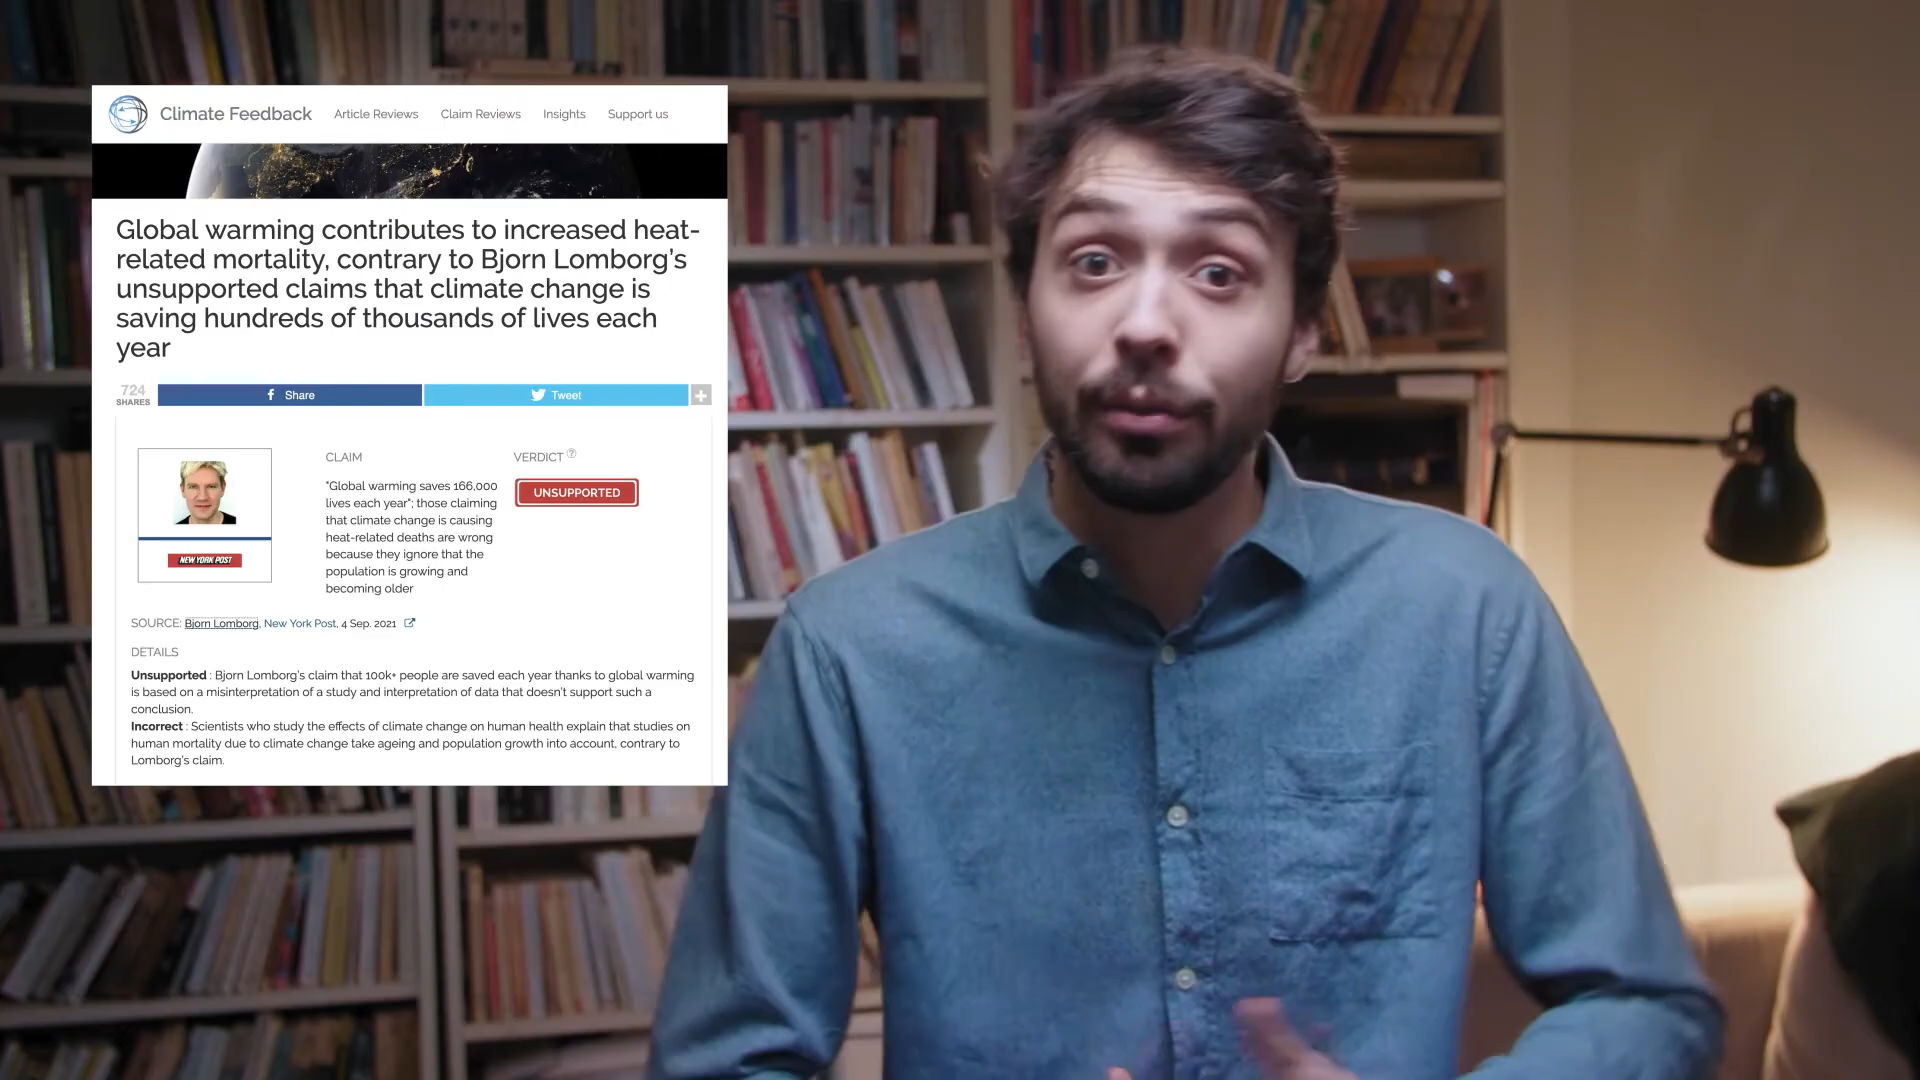 Climate Feedback Article Reviews Claim Reviews Insights Support us
Global warming contributes to increased heat-
related mortality, contrary to Bjorn Lomborg's
unsupported claims that climate change is
saving hundreds of thousands of lives each
year
724
SHARES
f Share
Tweet
+
CLAIM
"Global warming saves 166,000
lives each year"; those claiming
that climate change is causing
heat-related deaths are wrong
because they ignore that the
population is growing and
becoming older
VERDICT ?
UNSUPPORTED
NEW YORK POST
SOURCE: Bjorn Lomborg, New York Post, 4 Sep. 2021
DETAILS
Unsupported : Bjorn Lomborg's claim that 100k+ people are saved each year thanks to global warming
is based on a misinterpretation of a study and interpretation of data that doesn't support such a
conclusion.
Incorrect : Scientists who study the effects of climate change on human health explain that studies on
human mortality due to climate change take ageing and population growth into account, contrary to
Lomborg's claim.